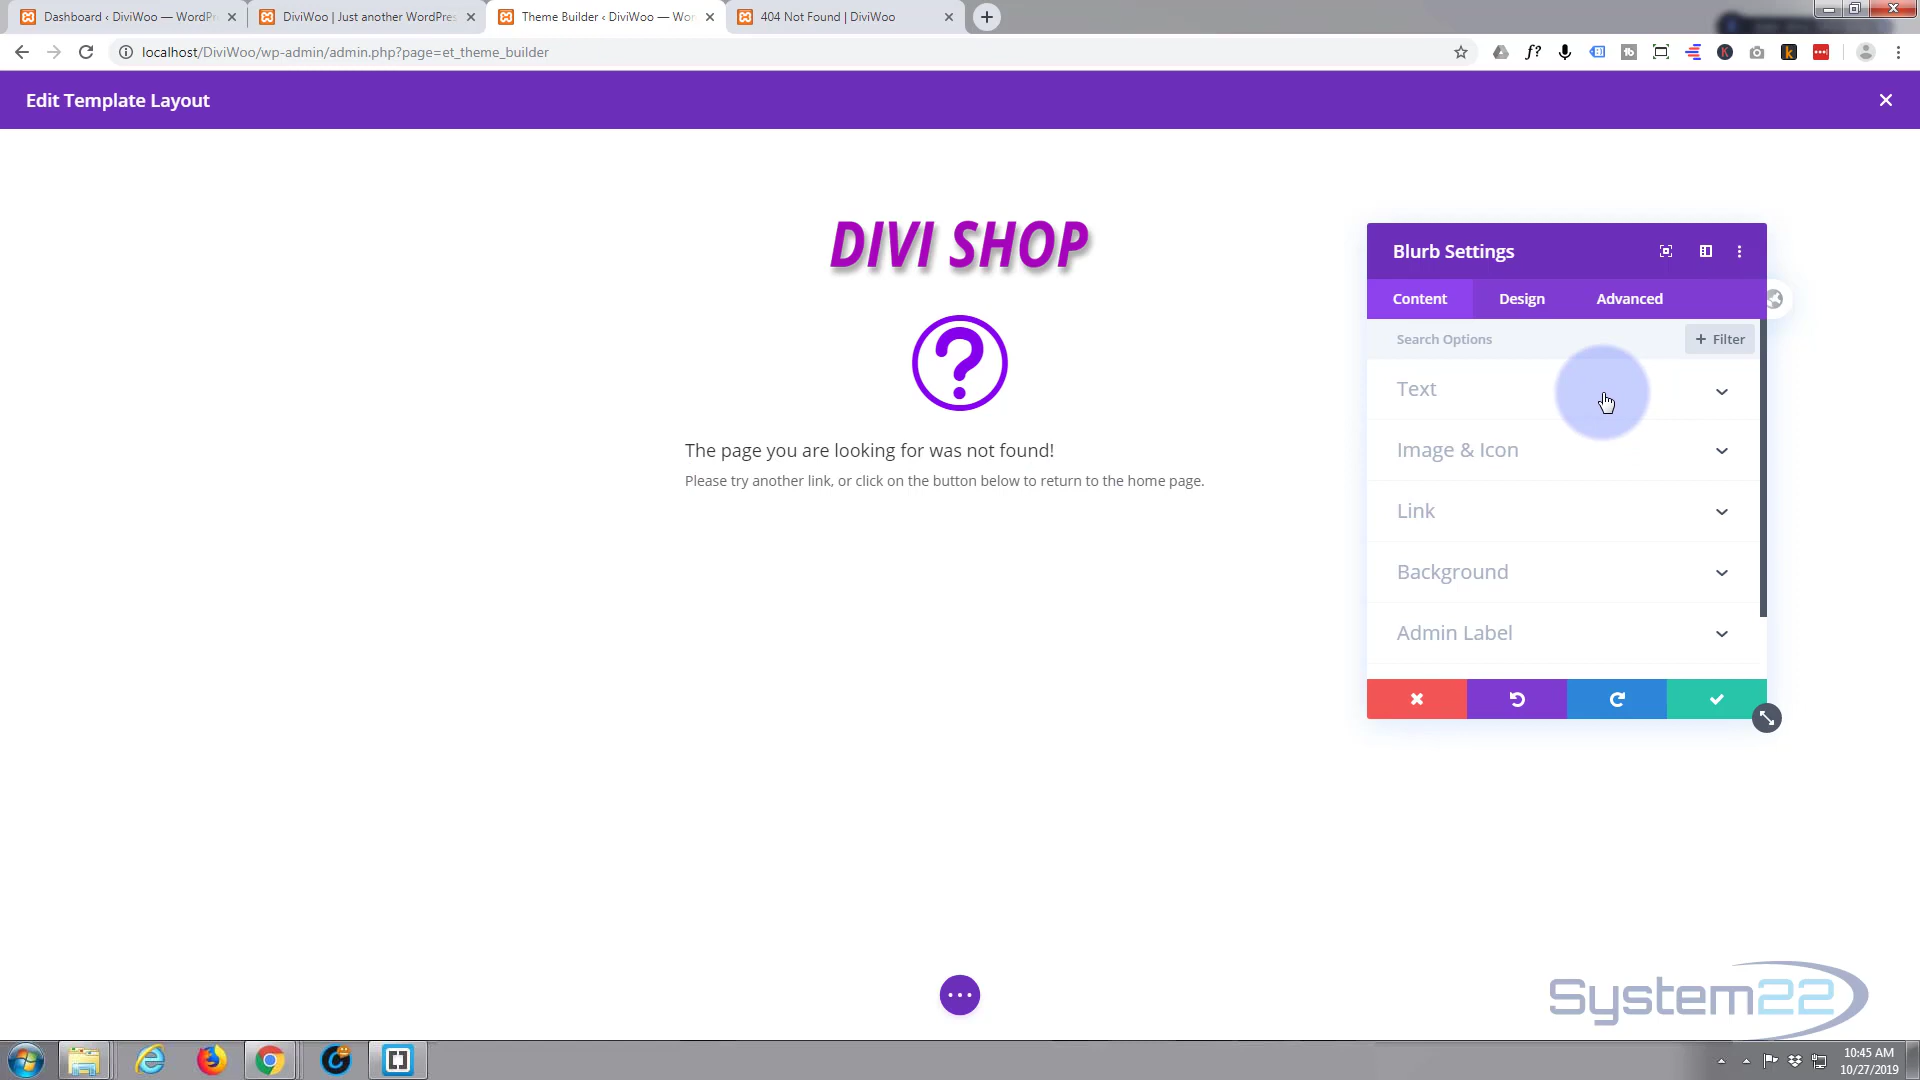 Dashboard ‹ DiviWoo — WordPr
DiviWoo | Just another WordPres
Theme Builder ‹ DiviWoo — Wor
404 Not Found | DiviWoo
localhost/DiviWoo/wp-admin/admin.php?page=et_theme_builder
Edit Template Layout
DIVI SHOP
?
The page you are looking for was not found!
Please try another link, or click on the button below to return to the home page.
Blurb Settings
Content Design Advanced
Search Options
+ Filter
Text
Image & Icon
Link
Background
Admin Label
System22
10:45 AM
10/27/2019